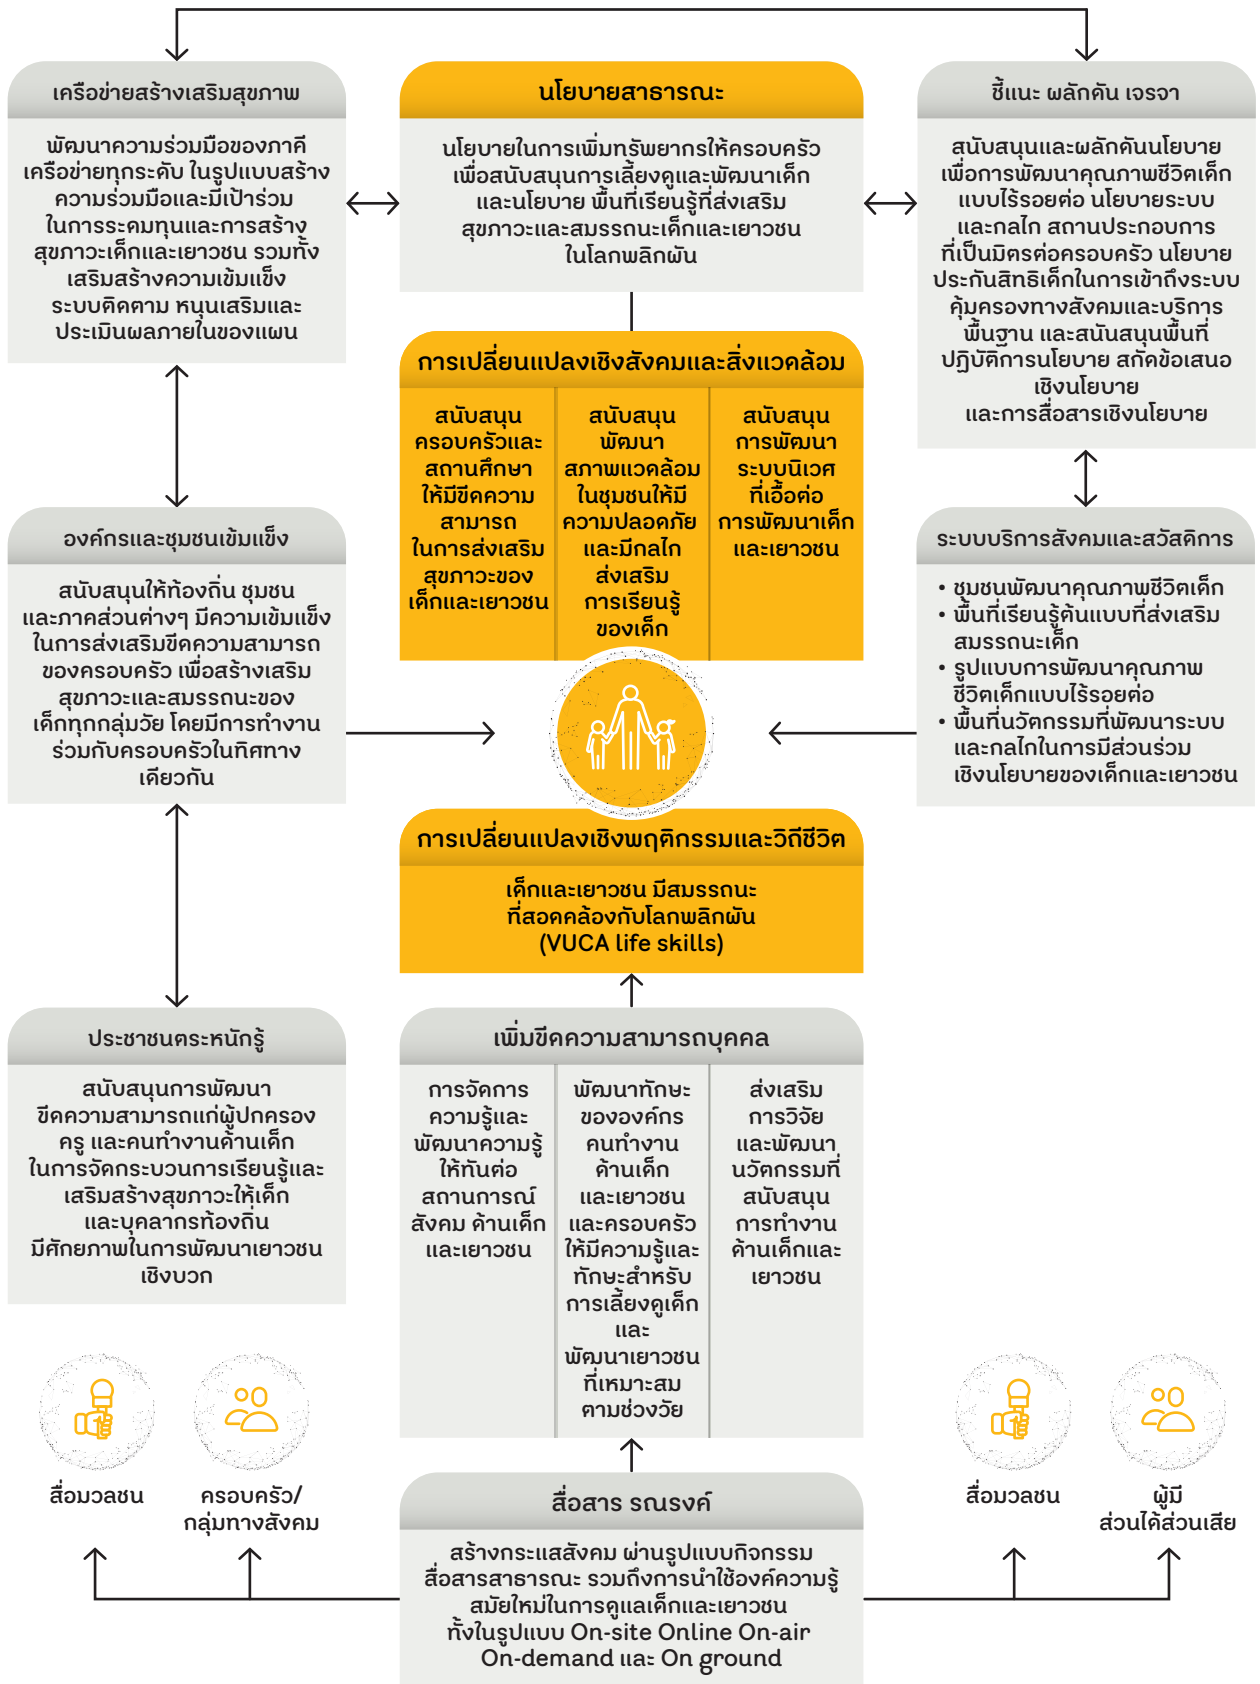 เครือข่ายสร้างเสริมสุขภาพ
พัฒนาความร่วมมือของภาคี
เครือข่ายทุกระดับ ในรูปแบบสร้าง
ความร่วมมือและมีเป้าร่วม
ในการระดมทุนและการสร้าง
สุขภาวะเด็กและเยาวชน รวมทั้ง
เสริมสร้างความเข้มแข็ง
ระบบติดตาม หนุนเสริมและ
ประเมินผลภายในของแผน
นโยบายสาธารณะ
นโยบายในการเพิ่มทรัพยากรให้ครอบครัว
เพื่อสนับสนุนการเลี้ยงดูและพัฒนาเด็ก
และนโยบาย พื้นที่เรียนรู้ที่ส่งเสริม
สุขภาวะและสมรรถนะเด็กและเยาวชน
ในโลกพลิกผัน
ชี้แนะ ผลักดัน เจรจา
สนับสนุนและผลักดันนโยบาย
เพื่อการพัฒนาคุณภาพชีวิตเด็ก
แบบไร้รอยต่อ นโยบายระบบ
และกลไก สถานประกอบการ
ที่เป็นมิตรต่อครอบครัว นโยบาย
ประกันสิทธิเด็กในการเข้าถึงระบบ
คุ้มครองทางสังคมและบริการ
พื้นฐาน และสนันสนุนพื้นที่
ปฏิบัติการนโยบาย สกัดข้อเสนอ
เชิงนโยบาย
และการสื่อสารเชิงนโยบาย
การเปลี่ยนแปลงเชิงสังคมและสิ่งแวดล้อม
สนับสนุน
ครอบครัวและ
สถานศึกษา
ให้มีขีดความ
สามารถ
ในการส่งเสริม
สุขภาวะของ
เด็กและเยาวชน
สนับสนุน
พัฒนา
สภาพแวดล้อม
ในชุมชนให้มี
ความปลอดภัย
และมีกลไก
ส่งเสริม
การเรียนรู้
ของเด็ก
สนับสนุน
การพัฒนา
ระบบนิเวศ
ที่เอื้อต่อ
การพัฒนาเด็ก
และเยาวชน
องค์กรและชุมชนเข้มแข็ง
สนับสนุนให้ท้องถิ่น ชุมชน
และภาคส่วนต่างๆ มีความเข้มแข็ง
ในการส่งเสริมขีดความสามารถ
ของครอบครัว เพื่อสร้างเสริม
สุขภาวะและสมรรถนะของ
เด็กทุกกลุ่มวัย โดยมีการทำงาน
ร่วมกับครอบครัวในทิศทาง
เดียวกัน
ระบบบริการสังคมและสวัสดิการ
• ชุมชนพัฒนาคุณภาพชีวิตเด็ก
• พื้นที่เรียนรู้ต้นแบบที่ส่งเสริม
สมรรถนะเด็ก
• รูปแบบการพัฒนาคุณภาพ
ชีวิตเด็กแบบไร้รอยต่อ
• พื้นที่นวัตกรรมที่พัฒนาระบบ
และกลไกในการมีส่วนร่วม
เชิงนโยบายของเด็กและเยาวชน
การเปลี่ยนแปลงเชิงพฤติกรรมและวิถีชีวิต
เด็กและเยาวชน มีสมรรถนะ
ที่สอดคล้องกับโลกพลิกผัน
(VUCA life skills)
ประชาชนตระหนักรู้
สนับสนุนการพัฒนา
ขีดความสามารถแก่ผู้ปกครอง
ครู และคนทำงานด้านเด็ก
ในการจัดกระบวนการเรียนรู้และ
เสริมสร้างสุขภาวะให้เด็ก
และบุคลากรท้องถิ่น
มีศักยภาพในการพัฒนาเยาวชน
เชิงบวก
เพิ่มขีดความสามารถบุคคล
การจัดการ
ความรู้และ
พัฒนาความรู้
ให้ทันต่อ
สถานการณ์
สังคม ด้านเด็ก
และเยาวชน
พัฒนาทักษะ
ขององค์กร
คนทำงาน
ด้านเด็ก
และเยาวชน
และครอบครัว
ให้มีความรู้และ
ทักษะสำหรับ
การเลี้ยงดูเด็ก
และ
พัฒนาเยาวชน
ที่เหมาะสม
ตามช่วงวัย
ส่งเสริม
การวิจัย
และพัฒนา
นวัตกรรมที่
สนับสนุน
การทำงาน
ด้านเด็กและ
เยาวชน
สื่อมวลชน
ครอบครัว/
กลุ่มทางสังคม
สื่อสาร รณรงค์
สร้างกระแสสังคม ผ่านรูปแบบกิจกรรม
สื่อสารสาธารณะ รวมถึงการนำใช้องค์ความรู้
สมัยใหม่ในการดูแลเด็กและเยาวชน
ทั้งในรูปแบบ On-site Online On-air
On-demand และ On ground
สื่อมวลชน
ผู้มี
ส่วนได้ส่วนเสีย